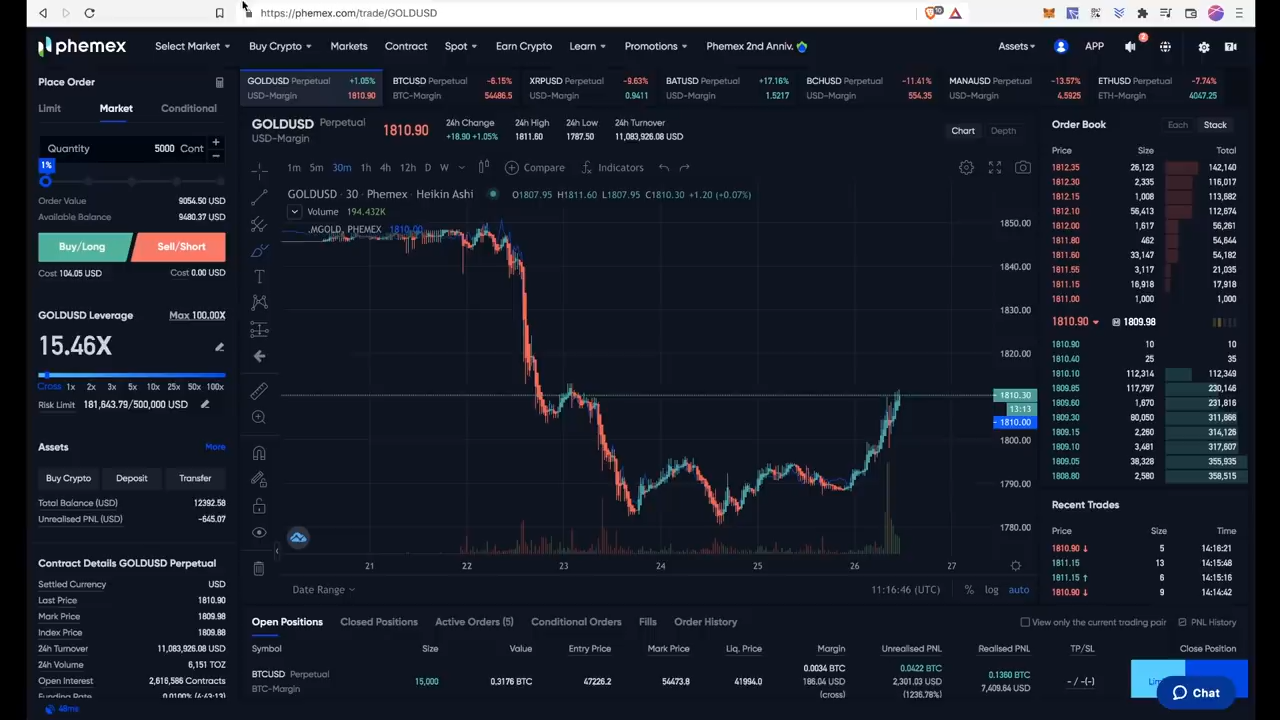 https://phemex.com/trade/GOLDUSD
10
phemex
Select Market
Buy Crypto
Markets
Contract
Spot
Earn Crypto
Learn
Promotions
Phemex 2nd Anniv.
Assets
APP
2
Place Order
Limit Market Conditional
Quantity 5000 Cont + −
1%
Order Value 9054.50 USD
Available Balance 9480.37 USD
Buy/Long Sell/Short
Cost 104.05 USD Cost 0.00 USD
GOLDUSD Leverage Max 100.00X
15.46X
Cross 1x 2x 3x 5x 10x 25x 50x 100x
Risk Limit 181,643.79/500,000 USD
Assets More
Buy Crypto Deposit Transfer
Total Balance (USD) 12392.58
Unrealised PNL (USD) -645.07
Contract Details GOLDUSD Perpetual
Settled Currency USD
Last Price 1810.90
Mark Price 1809.98
Index Price 1809.88
24h Turnover 11,083,926.08 USD
24h Volume 6,151 TOZ
Open Interest 2,616,586 Contracts
Funding Rate 0.0100% (4:43:13)
48ms
GOLDUSD Perpetual +1.05%
USD-Margin 1810.90
BTCUSD Perpetual -6.15%
BTC-Margin 54486.5
XRPUSD Perpetual -9.63%
USD-Margin 0.9411
BATUSD Perpetual +17.16%
USD-Margin 1.5217
BCHUSD Perpetual -11.41%
USD-Margin 554.35
MANAUSD Perpetual -13.57%
USD-Margin 4.5925
ETHUSD Perpetual -7.74%
ETH-Margin 4047.25
GOLDUSD Perpetual
USD-Margin
1810.90
24h Change
+18.90 +1.05%
24h High
1811.60
24h Low
1787.50
24h Turnover
11,083,926.08 USD
Chart Depth
1m 5m 30m 1h 4h 12h D W
Compare
Indicators
GOLDUSD · 30 · Phemex · Heikin Ashi
O1807.95 H1811.60 L1807.95 C1810.30 +1.20 (+0.07%)
Volume 194.432K
.MGOLD, PHEMEX 1810.00
1850.00
1840.00
1830.00
1820.00
1810.30
13:13
1810.00
1800.00
1790.00
1780.00
21 22 23 24 25 26 27
Date Range
11:16:46 (UTC)
% log auto
Order Book Each Stack
Price Size Total
1812.35 26,123 142,140
1812.30 2,335 116,017
1812.15 1,008 113,682
1812.10 56,413 112,674
1812.00 1,617 56,261
1811.80 462 54,644
1811.60 33,147 54,182
1811.55 3,117 21,035
1811.15 16,918 17,918
1811.00 1,000 1,000
1810.90 M 1809.98
1810.90 10 10
1810.40 25 35
1810.10 112,314 112,349
1809.85 117,797 230,146
1809.60 1,670 231,816
1809.30 80,050 311,866
1809.15 2,260 314,126
1809.10 3,481 317,607
1809.05 38,328 355,935
1808.80 2,580 358,515
Recent Trades
Price Size Time
1810.90 ↓ 5 14:16:21
1811.15 13 14:15:48
1811.15 ↑ 6 14:15:16
1810.90 ↓ 9 14:14:42
Open Positions
Closed Positions
Active Orders (5)
Conditional Orders
Fills
Order History
View only the current trading pair
PNL History
Symbol Size Value Entry Price Mark Price Liq. Price Margin Unrealised PNL Realised PNL TP/SL Close Position
BTCUSD Perpetual
BTC-Margin
15,000
0.3176 BTC
47226.2
54473.8
41994.0
0.0034 BTC
186.04 USD
(cross)
0.0422 BTC
2,301.03 USD
(1236.78%)
0.1360 BTC
7,409.64 USD
- / -(-)
Chat